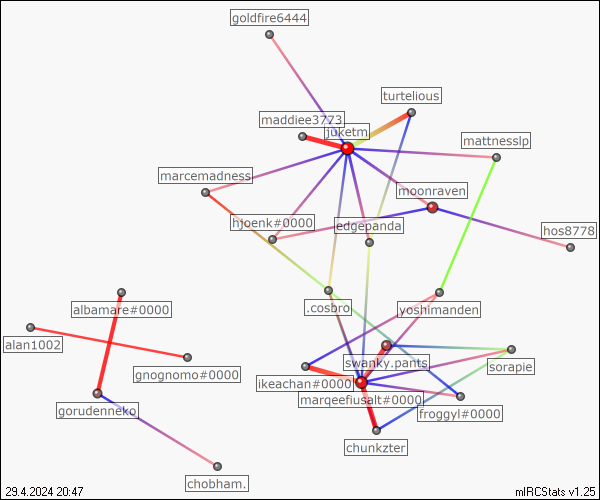 goldfire6444
turtelious
maddiee3773
juketm
mattnesslp
marcemadness
moonraven
hjoenk#0000
edgepanda
hos8778
albamare#0000
.cosbro
yoshimanden
alan1002
swanky.pants
sorapie
gnognomo#0000
ikeachan#0000
marqeefiusalt#0000
gorudenneko
froggyl#0000
chunkzter
chobham.
29.4.2024 20:47
mIRCStats v1.25